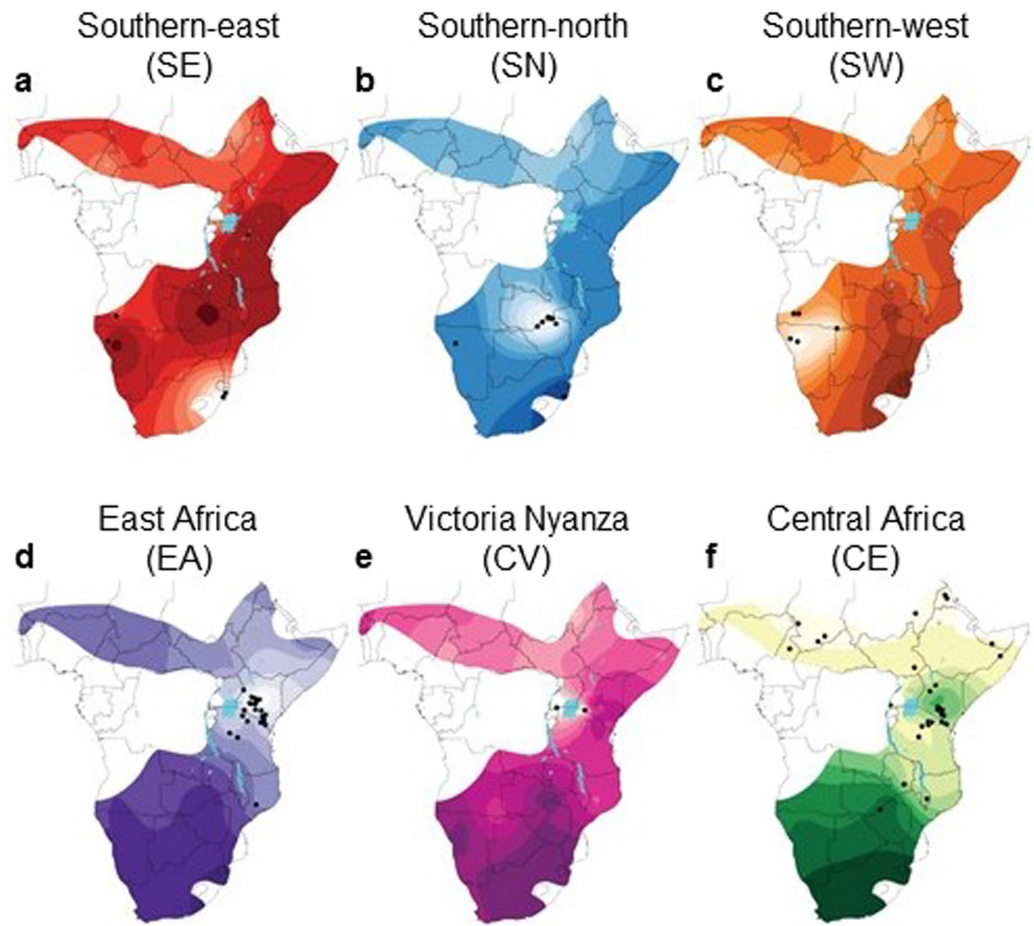 Southern-east
(SE)
a
Southern-north
(SN)
b
Southern-west
(SW)
c
East Africa
(EA)
d
Victoria Nyanza
(CV)
e
Central Africa
(CE)
f